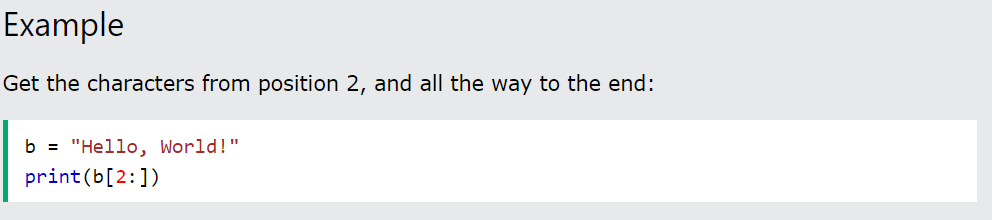 Example
Get the characters from position 2, and all the way to the end:
b = "Hello, World!"
print(b[2:])